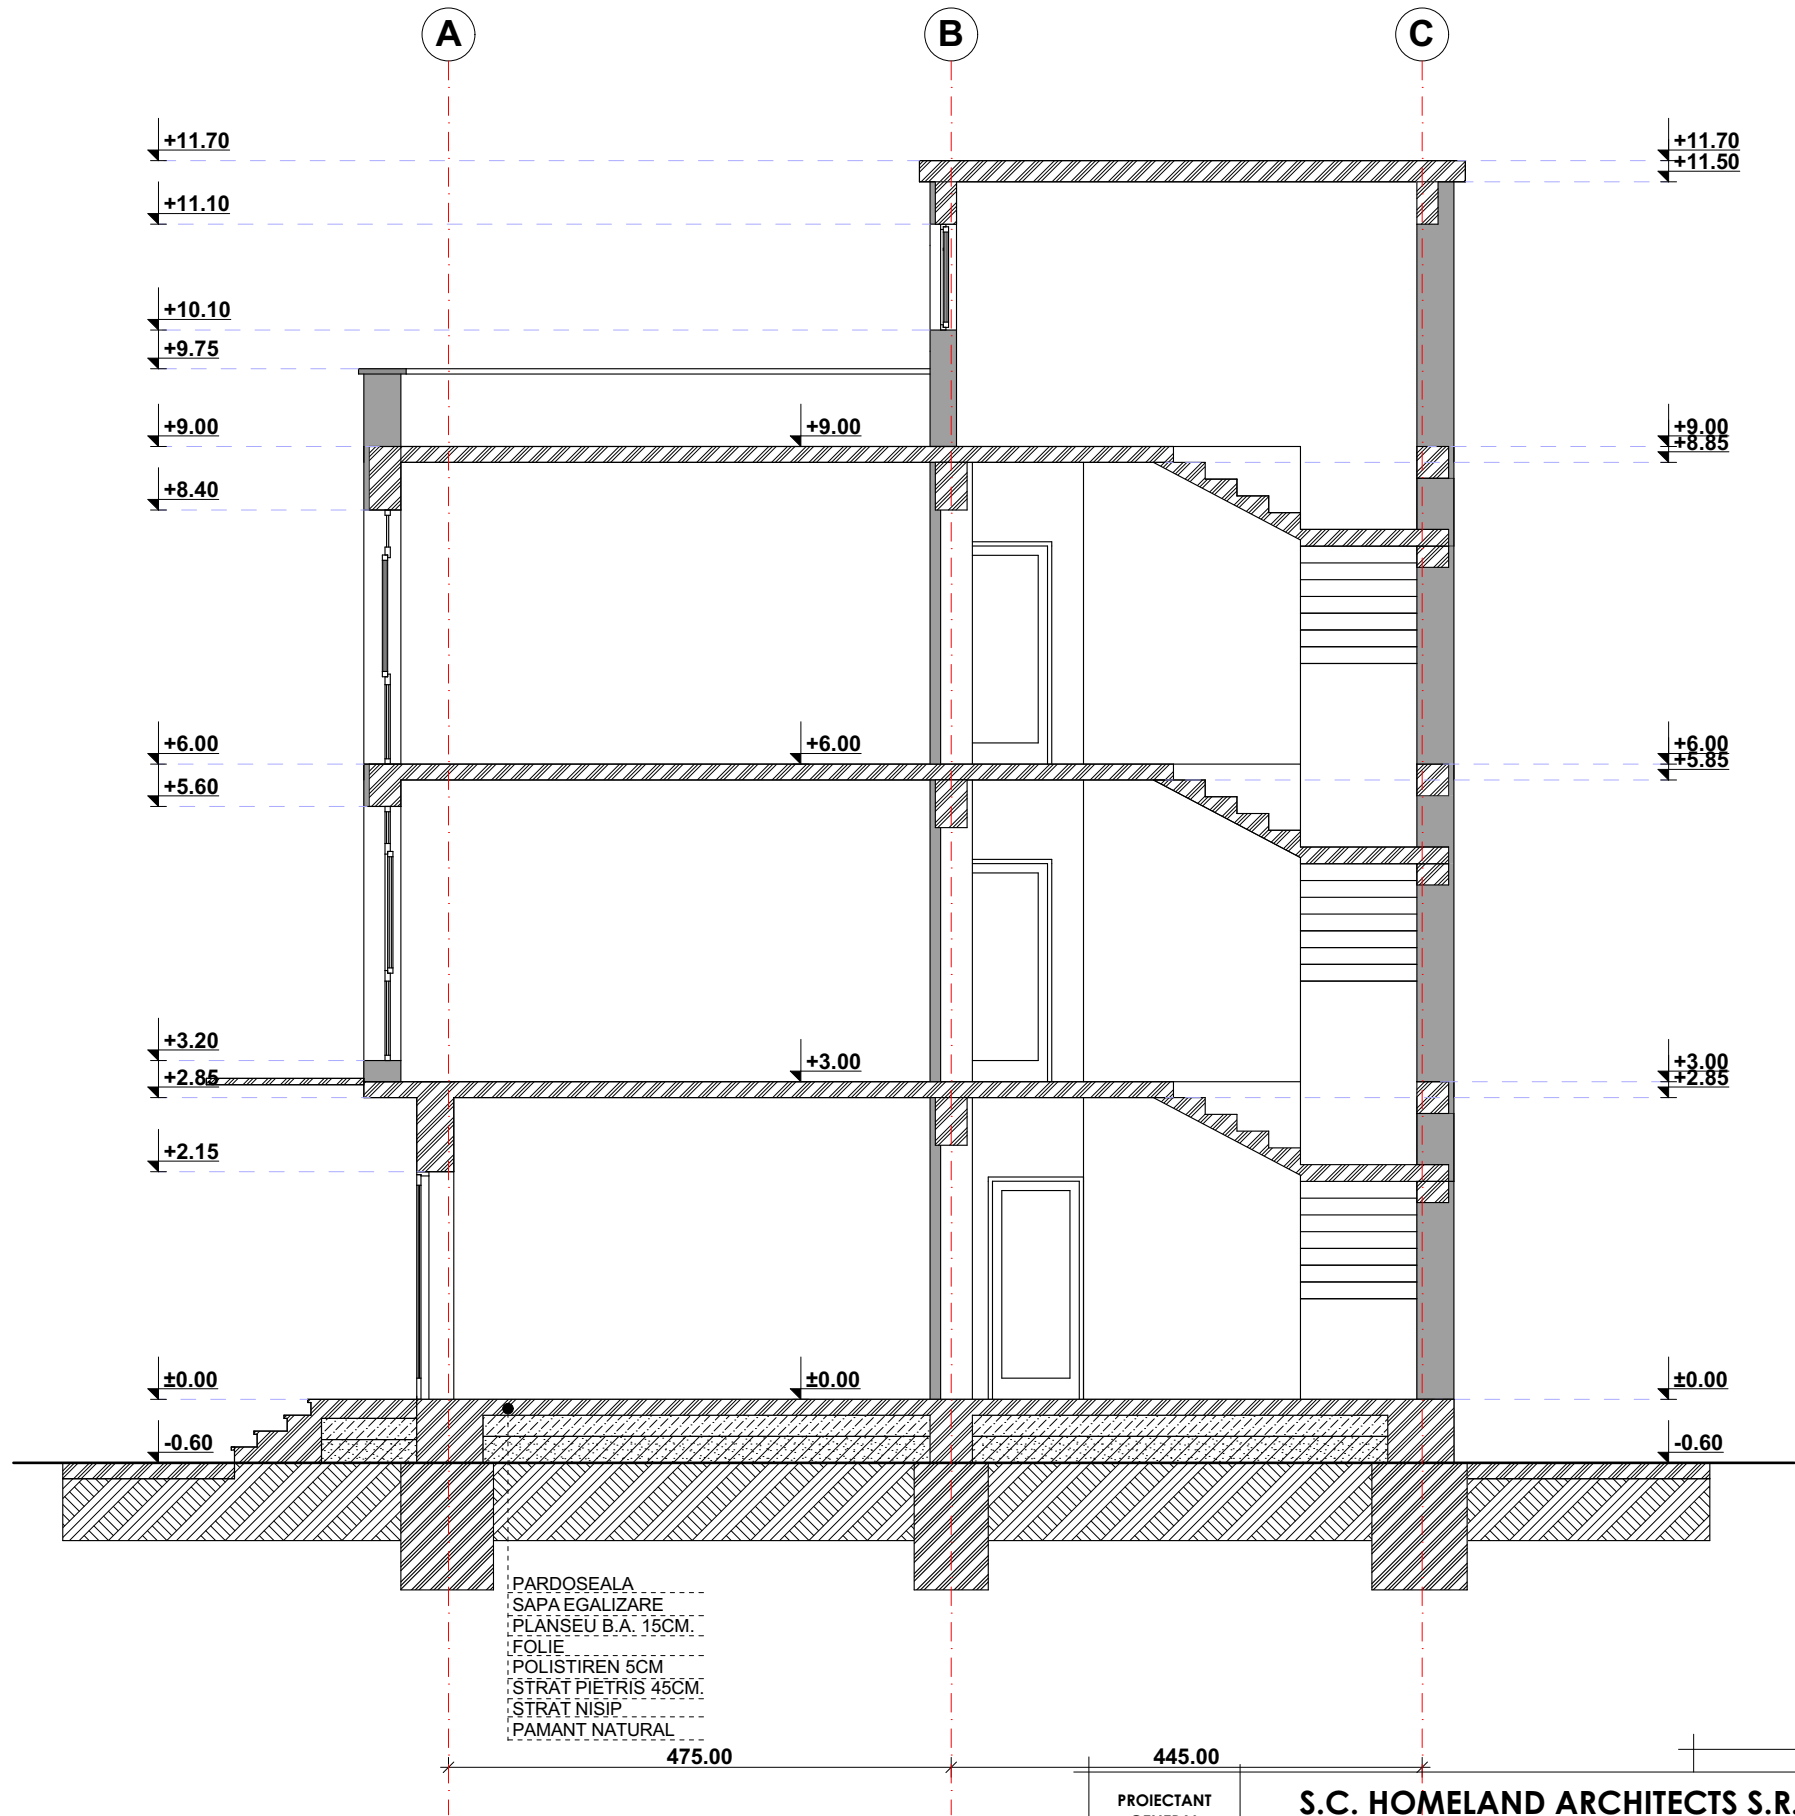 A B C
+11.70 +11.70
+11.50
+11.10
+10.10
+9.75
+9.00 +9.00 +9.00
+8.85
+8.40
+6.00 +6.00 +6.00
+5.85
+5.60
+3.20
+3.00 +3.00
+2.85 +2.85
+2.15
±0.00 ±0.00 ±0.00
-0.60 -0.60
PARDOSEALA
SAPA EGALIZARE
PLANSEU B.A. 15CM.
FOLIE
POLISTIREN 5CM
STRAT PIETRIS 45CM.
STRAT NISIP
PAMANT NATURAL
475.00 445.00
PROIECTANT S.C. HOMELAND ARCHITECTS S.R.